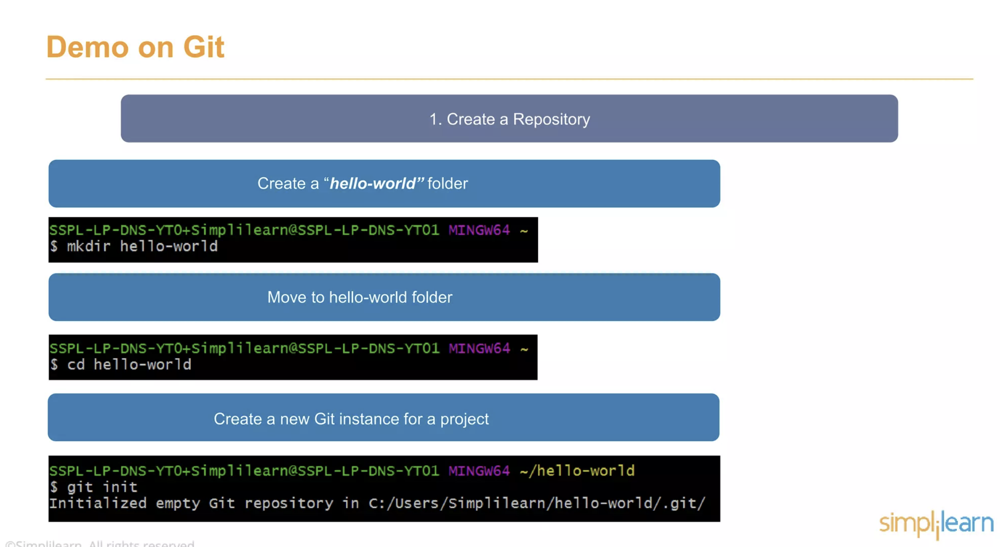 Demo on Git
1. Create a Repository
Create a “hello-world” folder
SSPL-LP-DNS-YT0+Simplilearn@SSPL-LP-DNS-YT01 MINGW64 ~
$ mkdir hello-world
Move to hello-world folder
SSPL-LP-DNS-YT0+Simplilearn@SSPL-LP-DNS-YT01 MINGW64 ~
$ cd hello-world
Create a new Git instance for a project
SSPL-LP-DNS-YT0+Simplilearn@SSPL-LP-DNS-YT01 MINGW64 ~/hello-world
$ git init
Initialized empty Git repository in C:/Users/Simplilearn/hello-world/.git/
simplilearn
©Simplilearn. All rights reserved